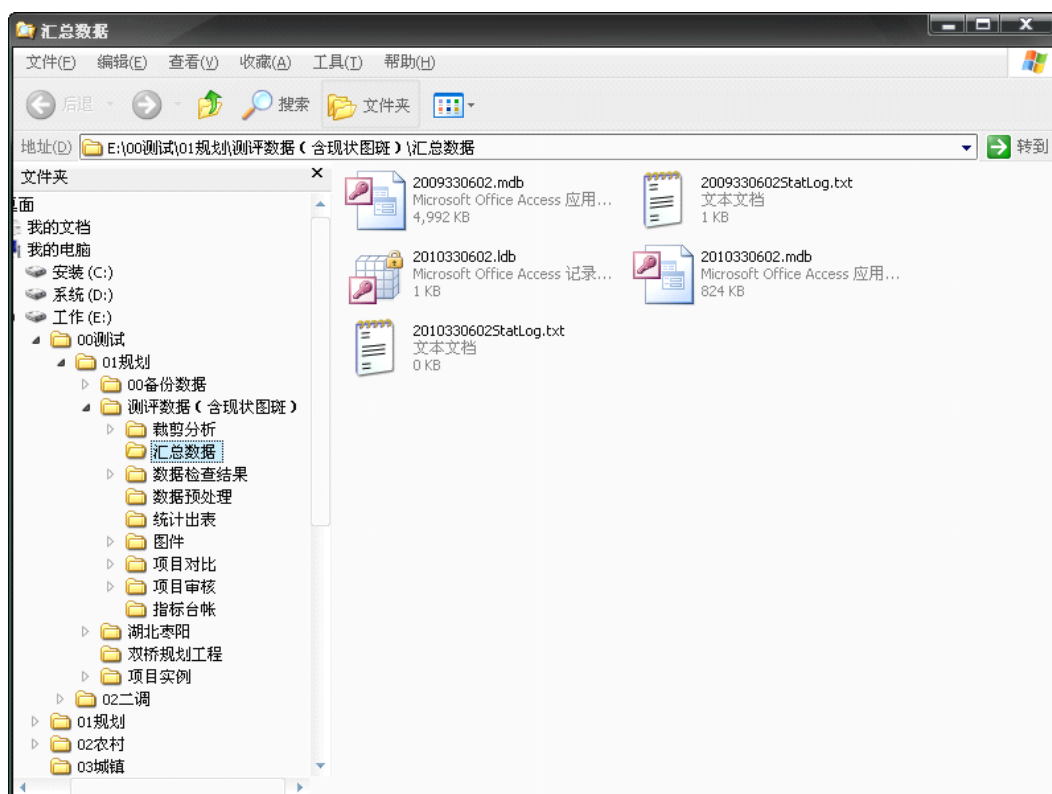 汇总数据
文件(F) 编辑(E) 查看(V) 收藏(A) 工具(T) 帮助(H)
后退 搜索 文件夹
地址(D) E:\00测试\01规划\测评数据(含现状图斑)\汇总数据 转到
文件夹
桌面
我的文档
我的电脑
安装 (C:)
系统 (D:)
工作 (E:)
00测试
01规划
00备份数据
测评数据(含现状图斑)
裁剪分析
汇总数据
数据检查结果
数据预处理
统计出表
图件
项目对比
项目审核
指标台帐
湖北枣阳
双桥规划工程
项目实例
02二调
01规划
02农村
03城镇
2009330602.mdb
Microsoft Office Access 应用...
4,992 KB
2009330602StatLog.txt
文本文档
1 KB
2010330602.ldb
Microsoft Office Access 记录...
1 KB
2010330602.mdb
Microsoft Office Access 应用...
824 KB
2010330602StatLog.txt
文本文档
0 KB